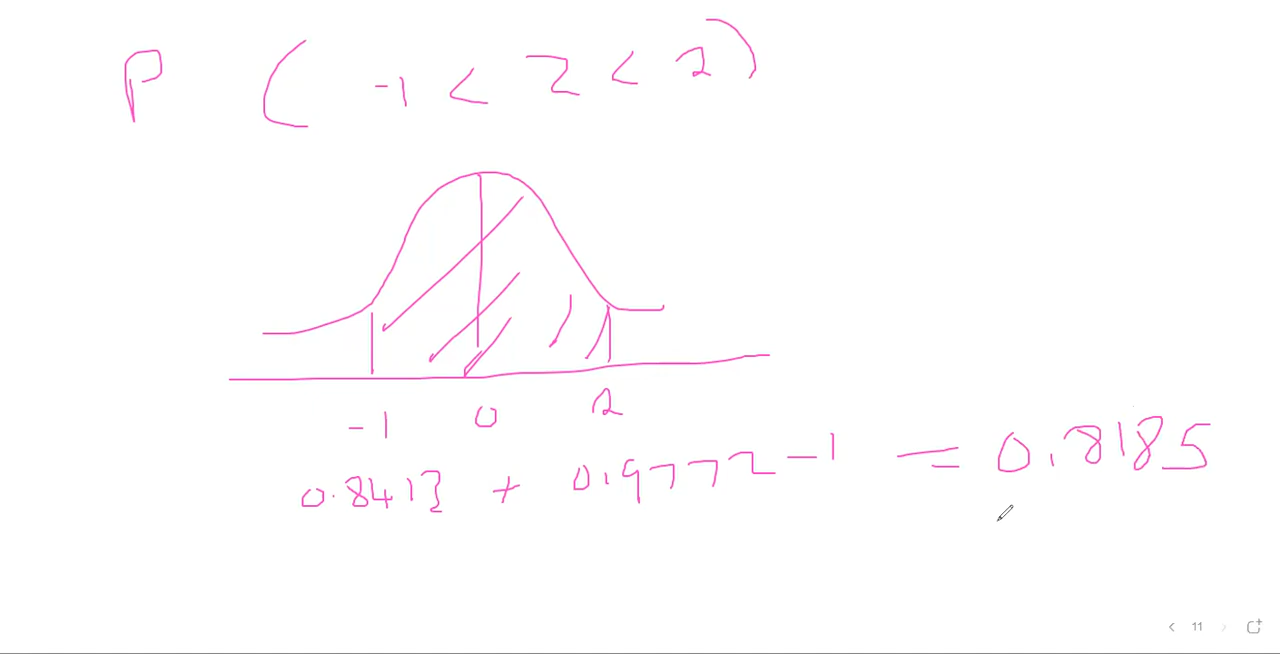 P ( -1 < Z < 2 )
-1 0 2
0.8413 + 0.9772 - 1 = 0.8185
11